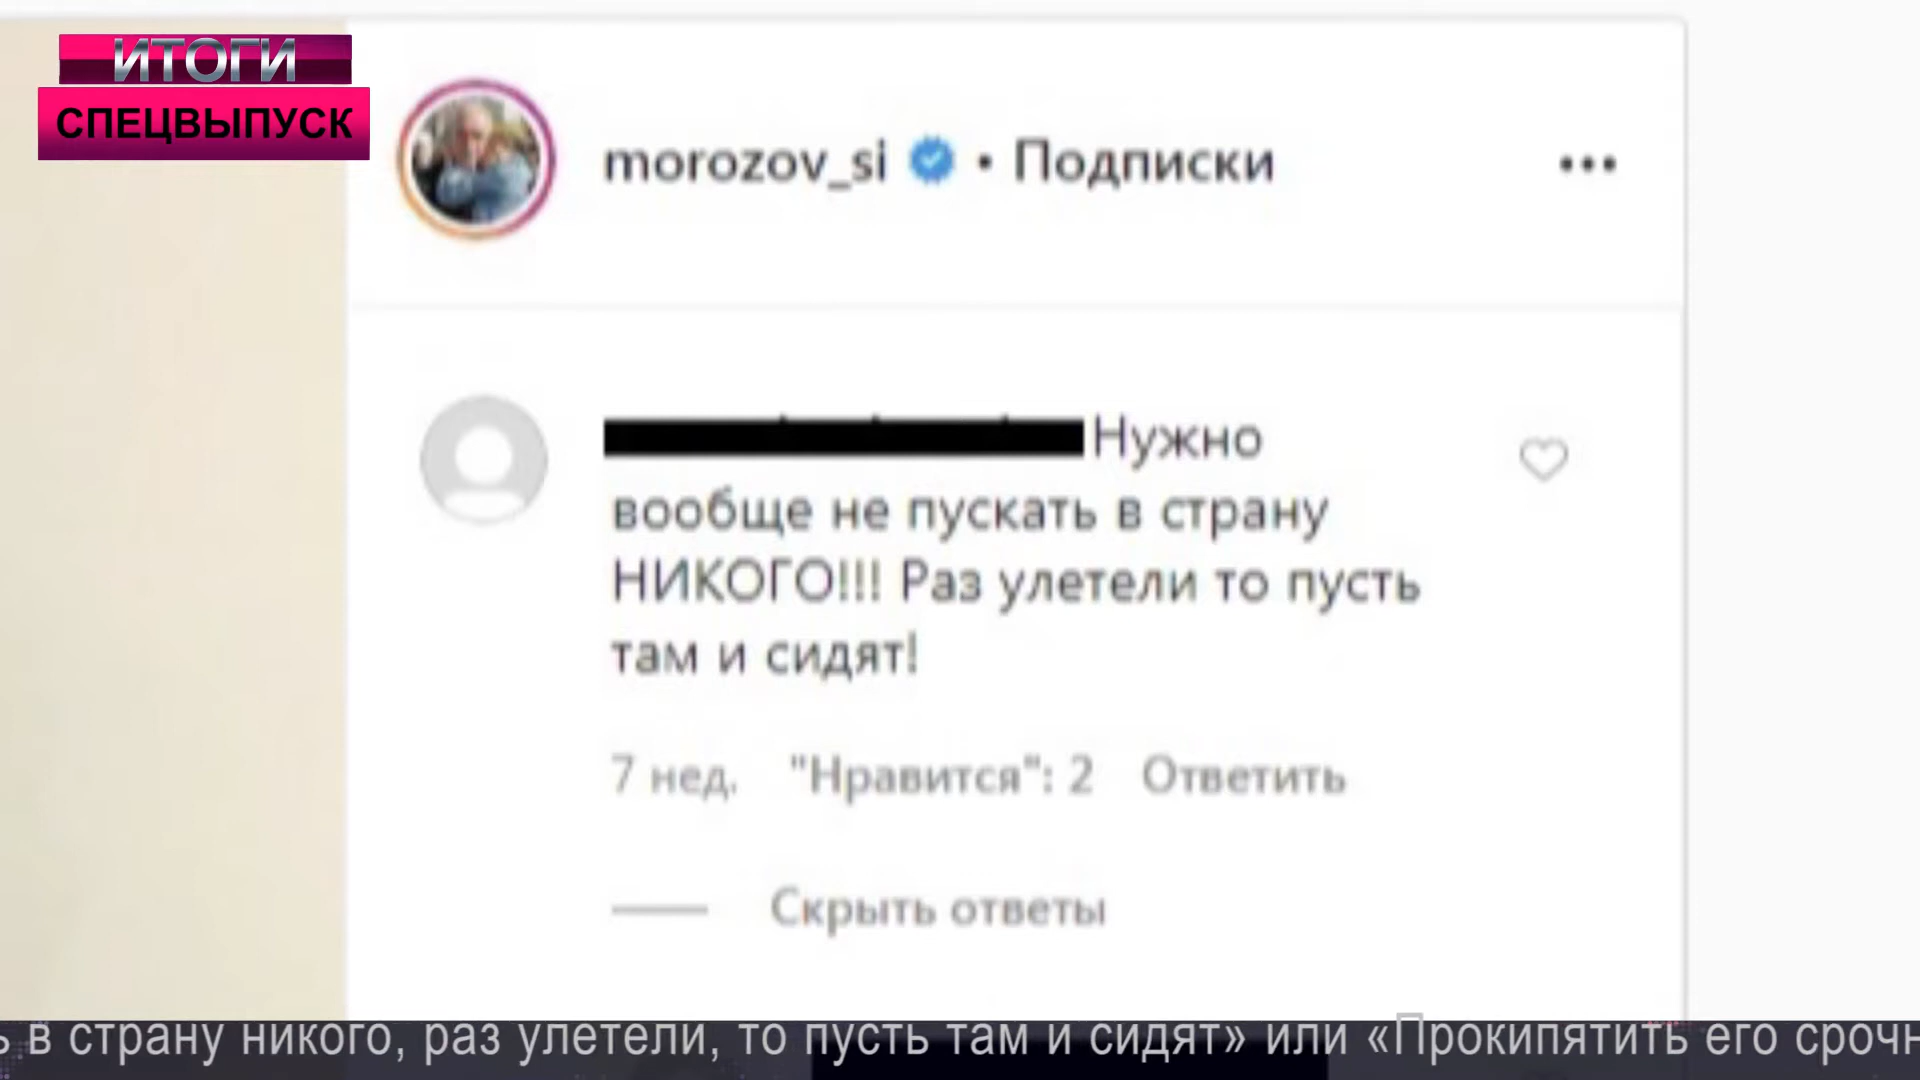 ИТОГИ
СПЕЦВЫПУСК
morozov_si • Подписки
Нужно
вообще не пускать в страну
НИКОГО!!! Раз улетели то пусть
там и сидят!
7 нед. "Нравится": 2 Ответить
Скрыть ответы
в страну никого, раз улетели, то пусть там и сидят» или «Прокипятить его